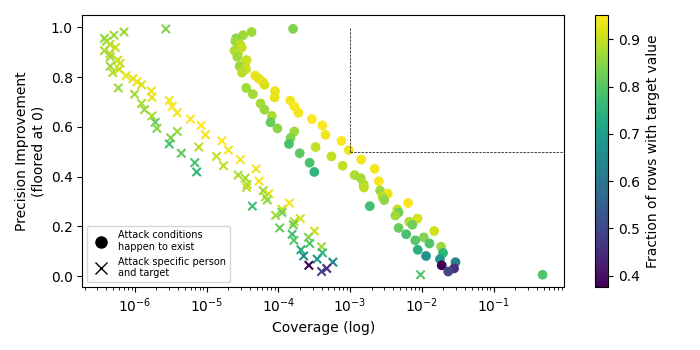 1.0
0.8
0.6
0.4
0.2
0.0
Precision Improvement
(floored at 0)
Attack conditions
happen to exist
Attack specific person
and target
10⁻⁶
10⁻⁵
10⁻⁴
10⁻³
10⁻²
10⁻¹
Coverage (log)
0.9
0.8
0.7
0.6
0.5
0.4
Fraction of rows with target value